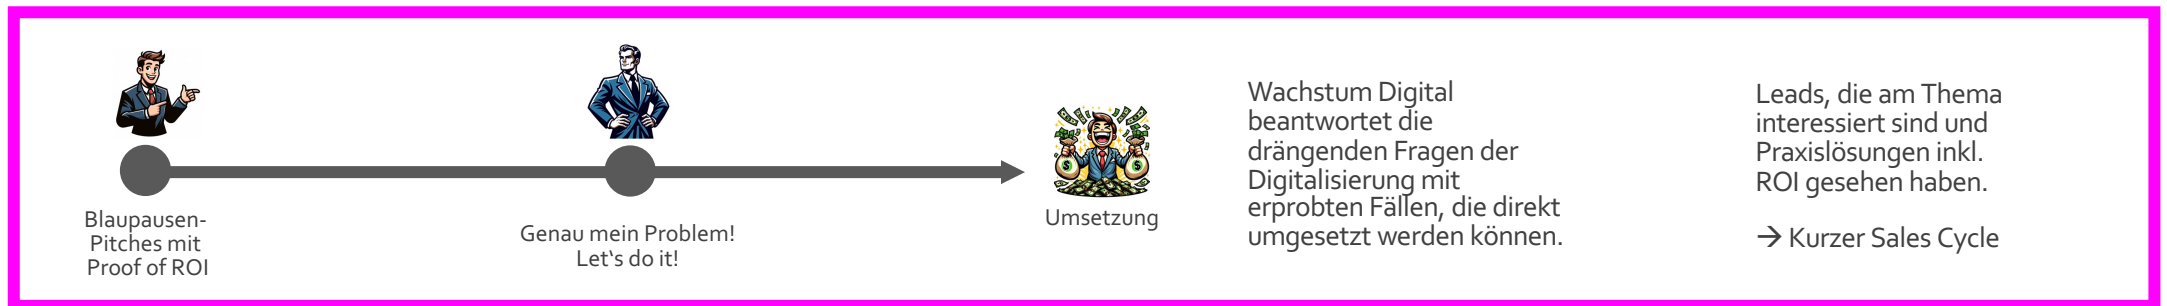 Blaupausen-
Pitches mit
Proof of ROI
Genau mein Problem!
Let's do it!
$
$
Umsetzung
Wachstum Digital
beantwortet die
drängenden Fragen der
Digitalisierung mit
erprobten Fällen, die direkt
umgesetzt werden können.
Leads, die am Thema
interessiert sind und
Praxislösungen inkl.
ROI gesehen haben.
→ Kurzer Sales Cycle